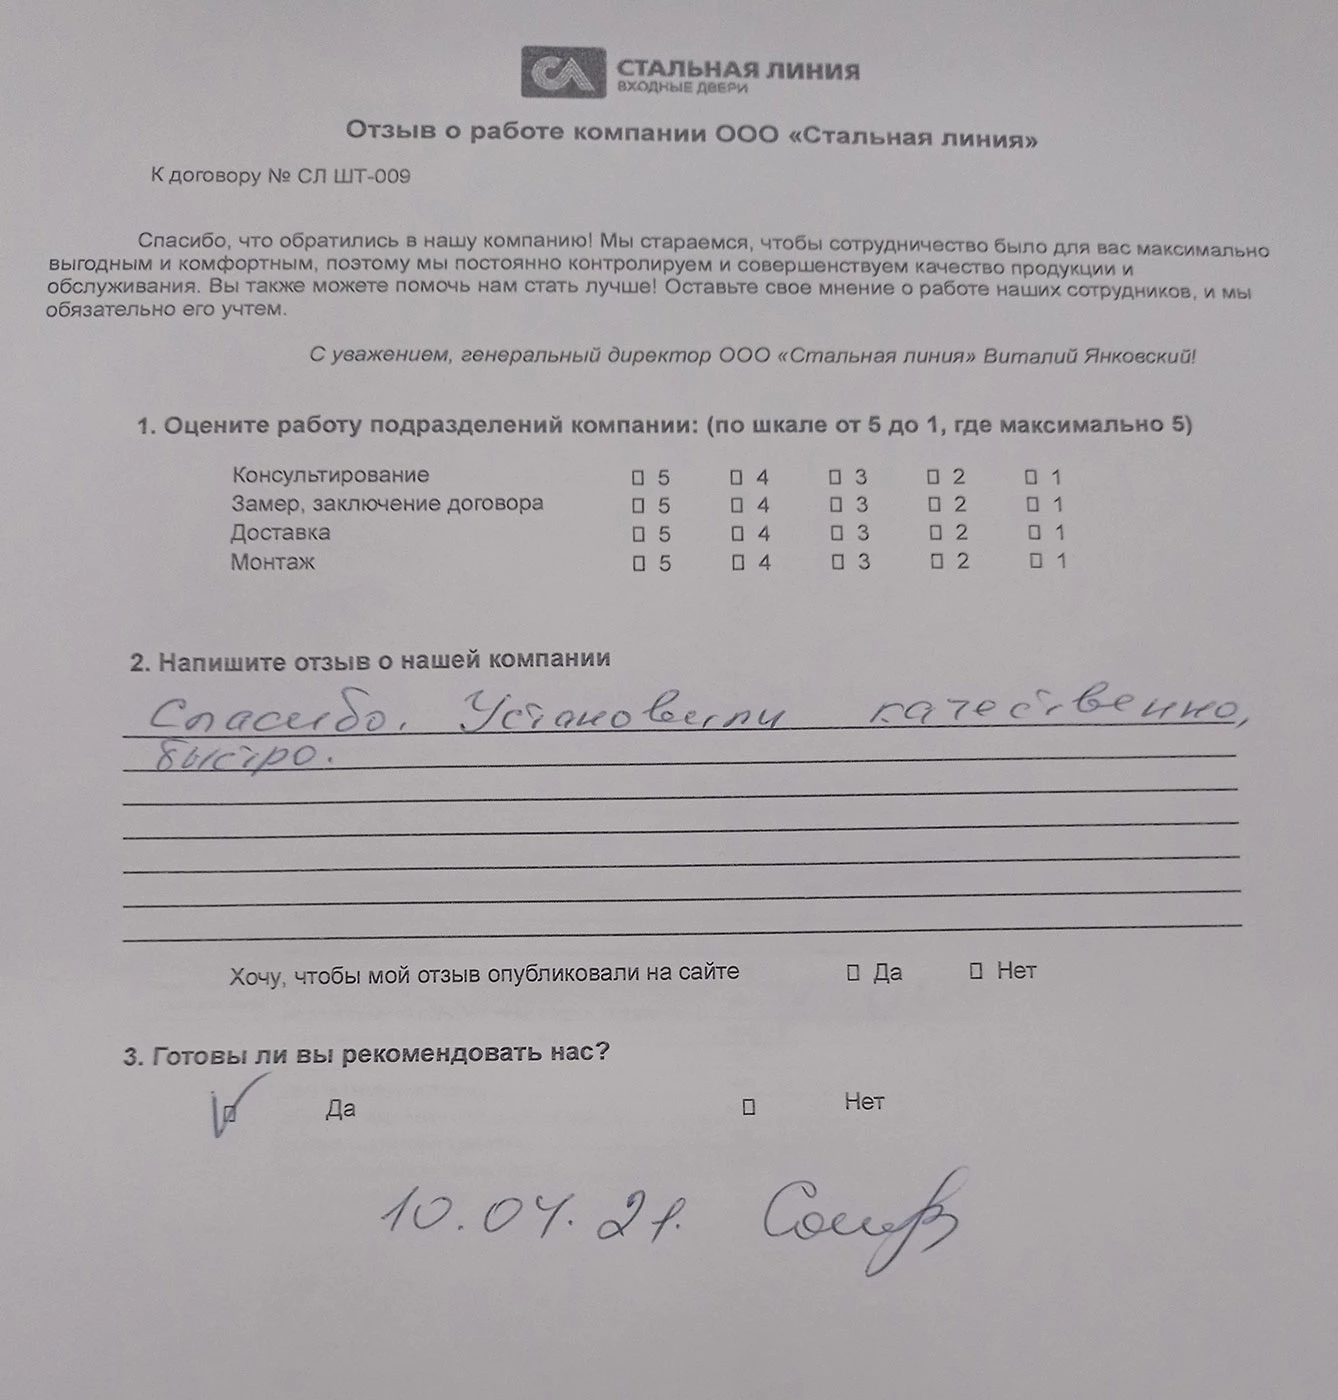 СТАЛЬНАЯ ЛИНИЯ
ВХОДНЫЕ ДВЕРИ
Отзыв о работе компании ООО «Стальная линия»
К договору № СЛ ШТ-009
Спасибо, что обратились в нашу компанию! Мы стараемся, чтобы сотрудничество было для вас максимально
выгодным и комфортным, поэтому мы постоянно контролируем и совершенствуем качество продукции и
обслуживания. Вы также можете помочь нам стать лучше! Оставьте свое мнение о работе наших сотрудников, и мы
обязательно его учтем.
С уважением, генеральный директор ООО «Стальная линия» Виталий Янковский!
1. Оцените работу подразделений компании: (по шкале от 5 до 1, где максимально 5)
Консультирование 5 4 3 2 1
Замер, заключение договора 5 4 3 2 1
Доставка 5 4 3 2 1
Монтаж 5 4 3 2 1
2. Напишите отзыв о нашей компании
Спасибо. Установили качественно,
быстро.
Хочу, чтобы мой отзыв опубликовали на сайте Да Нет
3. Готовы ли вы рекомендовать нас?
Да Нет
10.04.21.